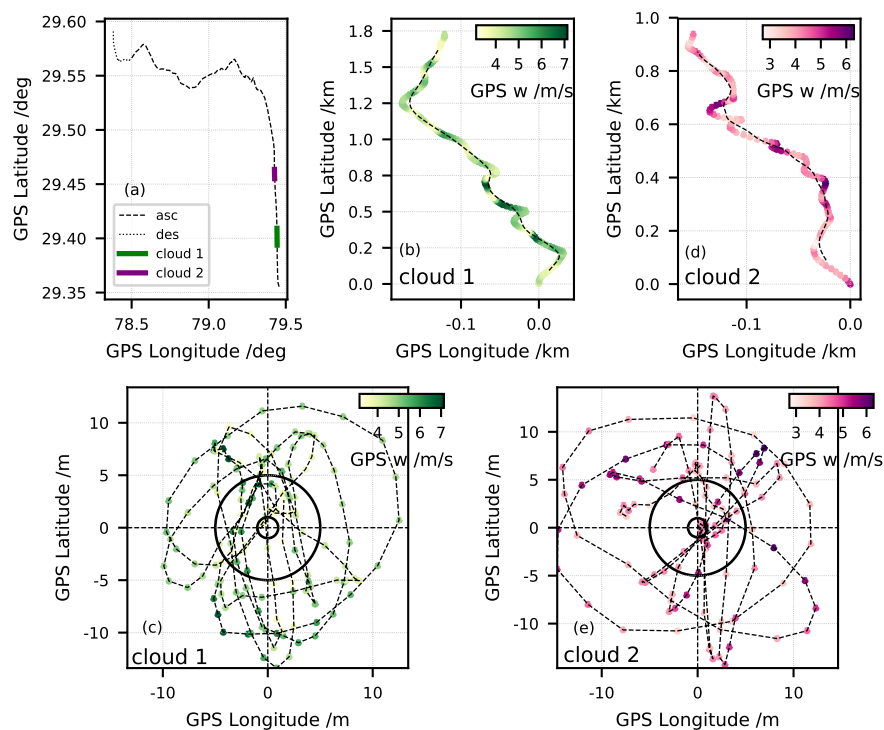 29.60
29.55
29.50
29.45
29.40
29.35
GPS Latitude /deg
(a)
asc
des
cloud 1
cloud 2
78.5
79.0
79.5
GPS Longitude /deg
1.8
1.5
1.2
1.0
0.8
0.5
0.2
0.0
GPS Latitude /km
4
5
6
7
GPS w /m/s
(b)
cloud 1
-0.1
0.0
GPS Longitude /km
1.0
0.8
0.6
0.4
0.2
0.0
GPS Latitude /km
3
4
5
6
GPS w /m/s
(d)
cloud 2
-0.1
0.0
GPS Longitude /km
10
5
0
-5
-10
GPS Latitude /m
4
5
6
7
GPS w /m/s
(c)
cloud 1
-10
0
10
GPS Longitude /m
10
5
0
-5
-10
GPS Latitude /m
3
4
5
6
GPS w /m/s
(e)
cloud 2
-10
0
10
GPS Longitude /m